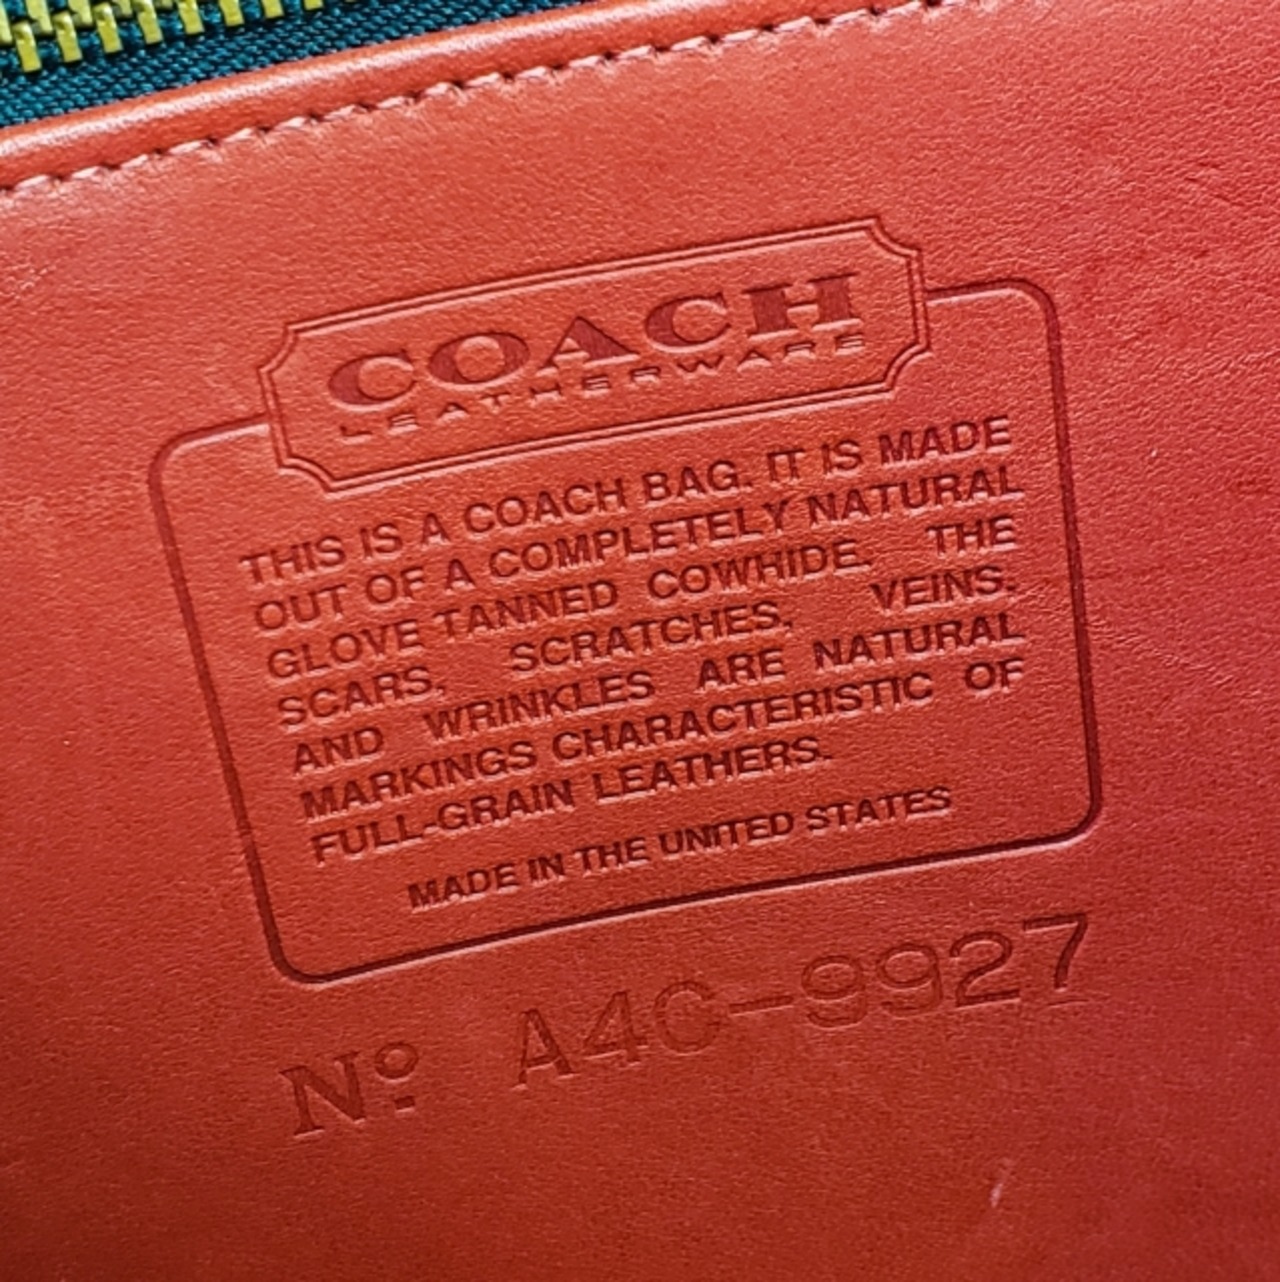 COACH
LEATHERWARE
THIS IS A COACH BAG. IT IS MADE
OUT OF A COMPLETELY NATURAL
GLOVE TANNED COWHIDE. THE
SCARS, SCRATCHES, VEINS,
AND WRINKLES ARE NATURAL
MARKINGS CHARACTERISTIC OF
FULL-GRAIN LEATHERS.
MADE IN THE UNITED STATES
Nº A4C-9927